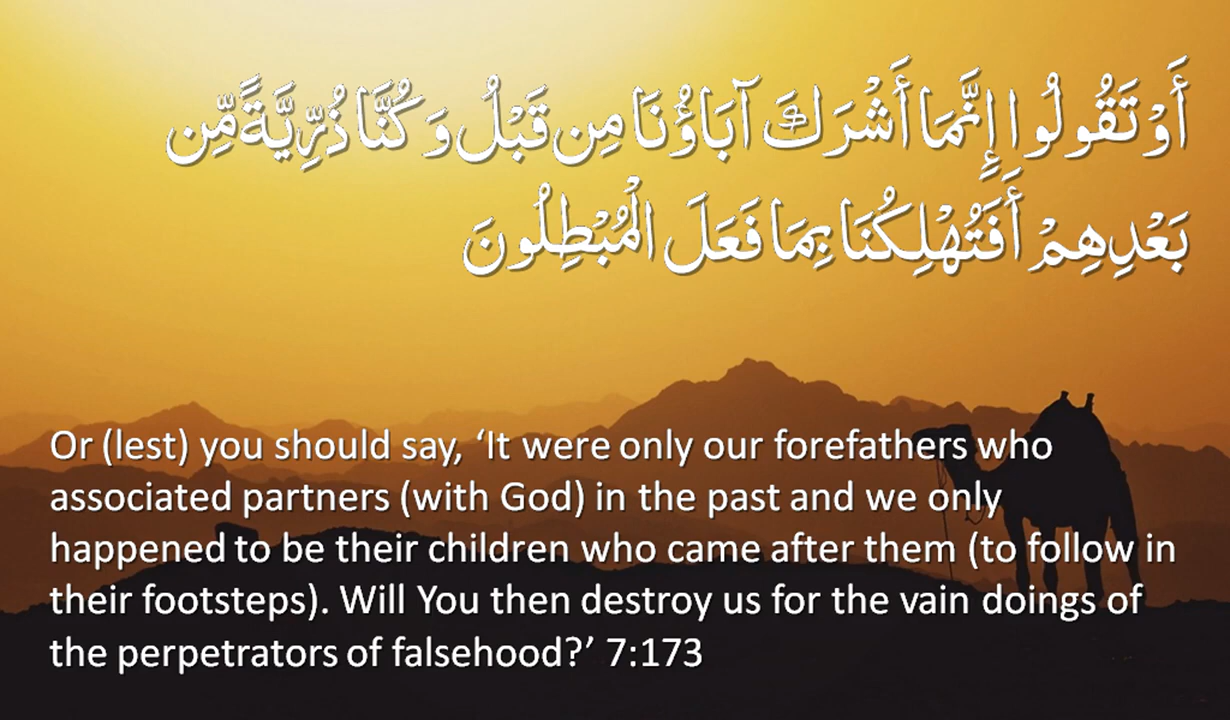 أَوْ تَقُولُوا إِنَّمَا أَشْرَكَ آبَاؤُنَا مِن قَبْلُ وَكُنَّا ذُرِّيَّةً مِّن
بَعْدِهِمْ أَفَتُهْلِكُنَا بِمَا فَعَلَ الْمُبْطِلُونَ
Or (lest) you should say, ‘It were only our forefathers who
associated partners (with God) in the past and we only
happened to be their children who came after them (to follow in
their footsteps). Will You then destroy us for the vain doings of
the perpetrators of falsehood?’ 7:173